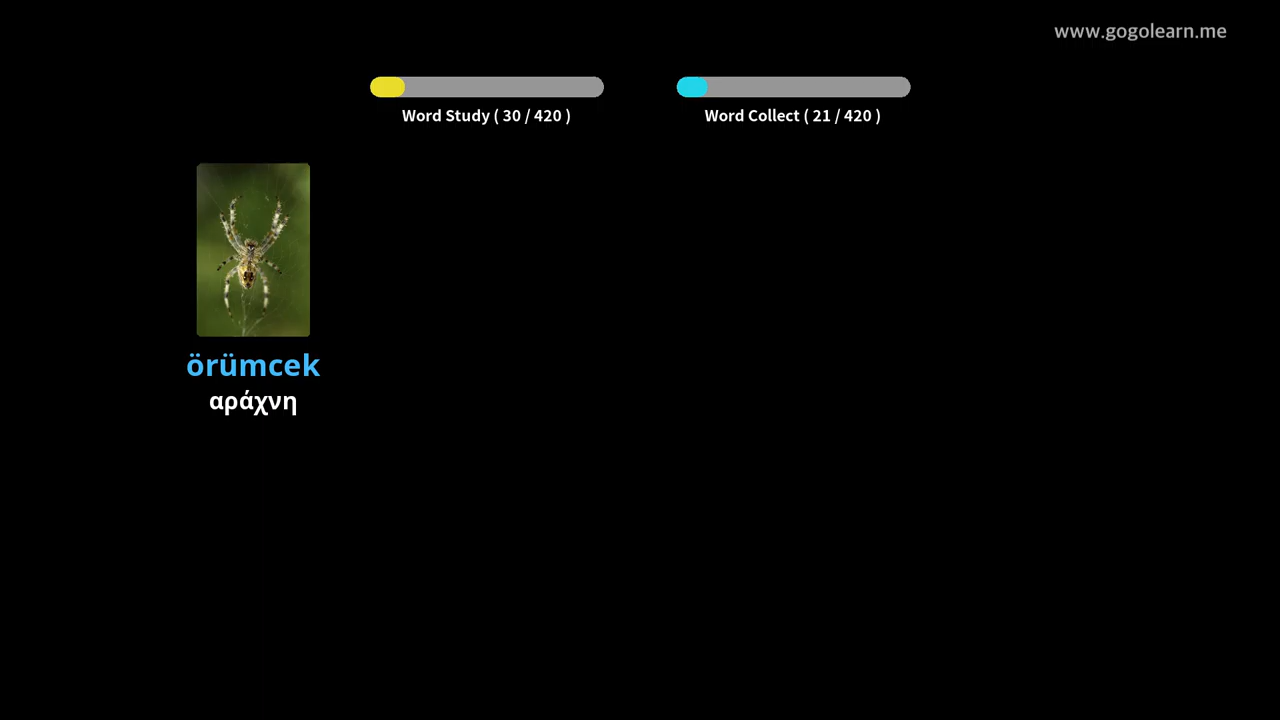 www.gogolearn.me
Word Study ( 30 / 420 )
Word Collect ( 21 / 420 )
örümcek
αράχνη